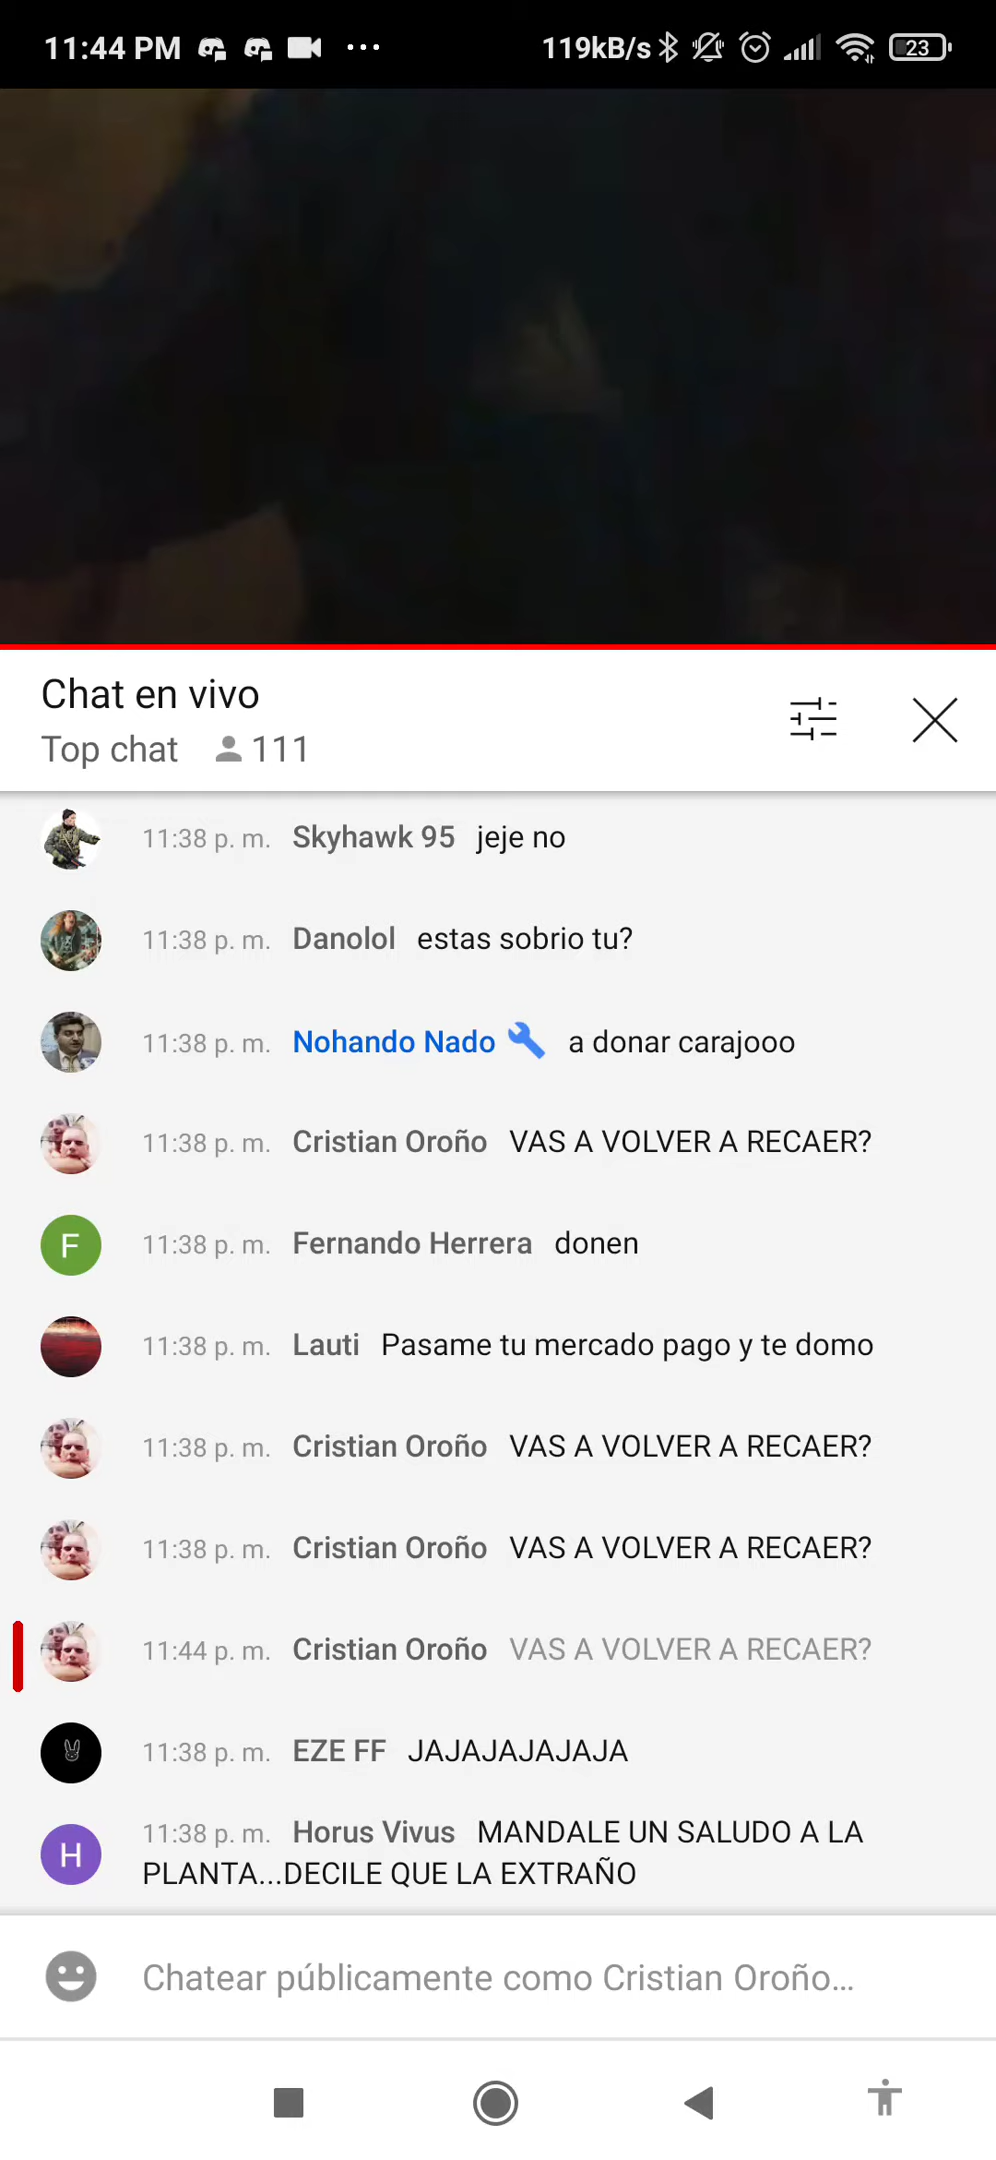 11:44 PM ... 119kB/s 23
Chat en vivo
Top chat 111
11:38 p. m. Skyhawk 95 jeje no
11:38 p. m. Danolol estas sobrio tu?
11:38 p. m. Nohando Nado a donar carajooo
11:38 p. m. Cristian Oroño VAS A VOLVER A RECAER?
F 11:38 p. m. Fernando Herrera donen
11:38 p. m. Lauti Pasame tu mercado pago y te domo
11:38 p. m. Cristian Oroño VAS A VOLVER A RECAER?
11:38 p. m. Cristian Oroño VAS A VOLVER A RECAER?
11:44 p. m. Cristian Oroño VAS A VOLVER A RECAER?
11:38 p. m. EZE FF JAJAJAJAJAJA
H 11:38 p. m. Horus Vivus MANDALE UN SALUDO A LA
PLANTA...DECILE QUE LA EXTRAÑO
Chatear públicamente como Cristian Oroño...